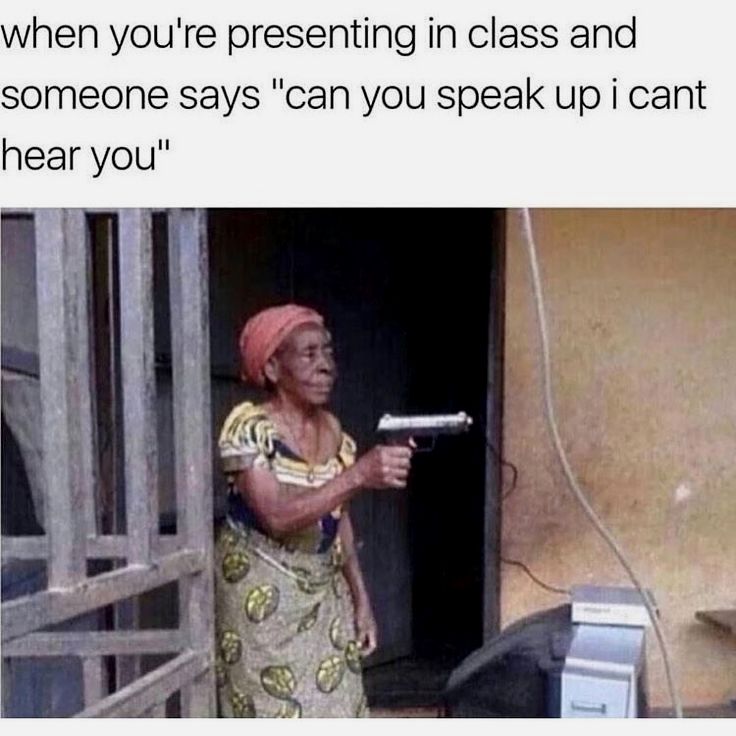 when you're presenting in class and
someone says "can you speak up i cant
hear you"